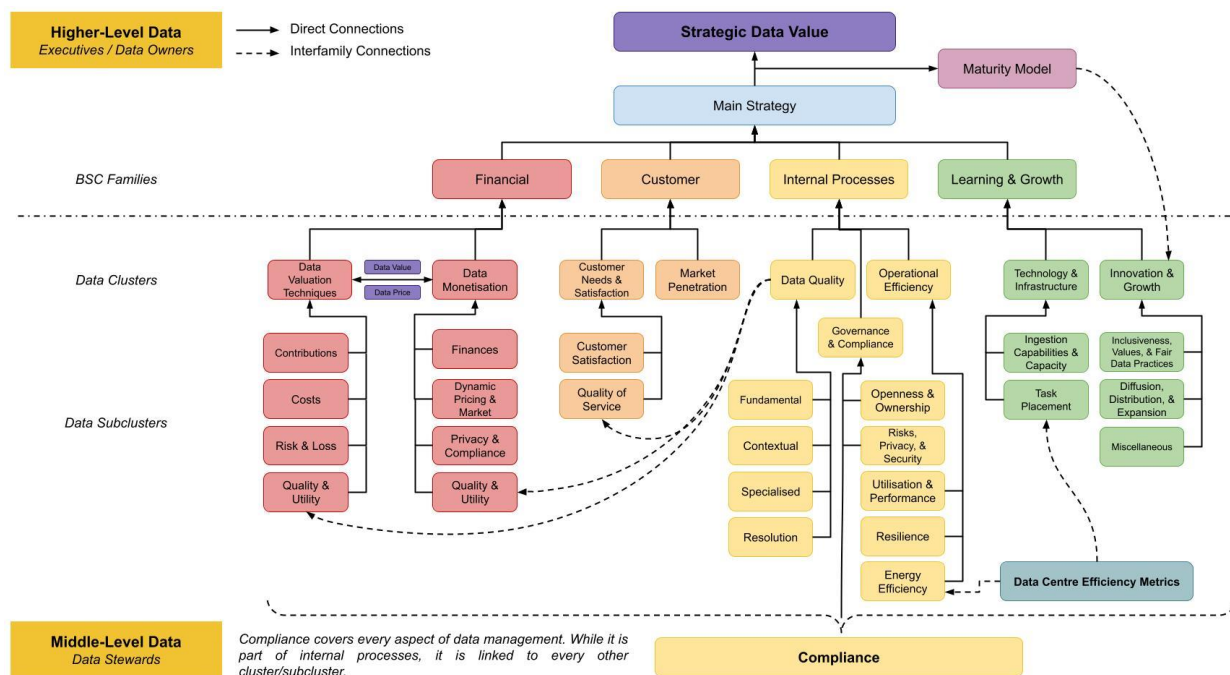 Higher-Level Data
Executives / Data Owners
Direct Connections
Interfamily Connections
Strategic Data Value
Maturity Model
Main Strategy
BSC Families
Financial
Customer
Internal Processes
Learning & Growth
Data Clusters
Data
Valuation
Techniques
Data Value
Data Price
Data
Monetisation
Customer
Needs &
Satisfaction
Market
Penetration
Data Quality
Operational
Efficiency
Technology &
Infrastructure
Innovation &
Growth
Governance
& Compliance
Data Subclusters
Contributions
Costs
Risk & Loss
Quality &
Utility
Finances
Dynamic
Pricing &
Market
Privacy &
Compliance
Quality &
Utility
Customer
Satisfaction
Quality of
Service
Fundamental
Contextual
Specialised
Resolution
Openness &
Ownership
Risks,
Privacy, &
Security
Utilisation &
Performance
Resilience
Energy
Efficiency
Ingestion
Capabilities &
Capacity
Task
Placement
Inclusiveness,
Values, & Fair
Data Practices
Diffusion,
Distribution, &
Expansion
Miscellaneous
Data Centre Efficiency Metrics
Middle-Level Data
Data Stewards
Compliance covers every aspect of data management. While it is
part of internal processes, it is linked to every other
cluster/subcluster.
Compliance